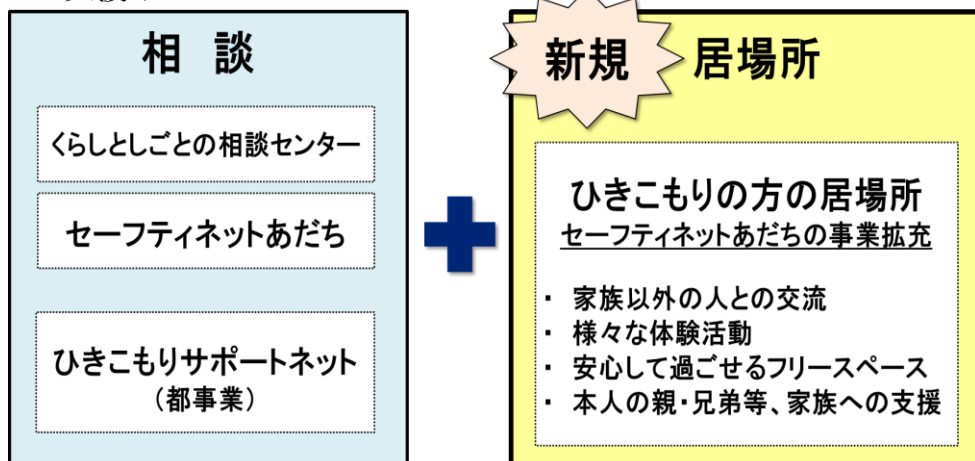 相 談
くらしとしごとの相談センター
セーフティネットあだち
ひきこもりサポートネット
（都事業）
新規
居場所
ひきこもりの方の居場所
セーフティネットあだちの事業拡充
・ 家族以外の人との交流
・ 様々な体験活動
・ 安心して過ごせるフリースペース
・ 本人の親・兄弟等、家族への支援